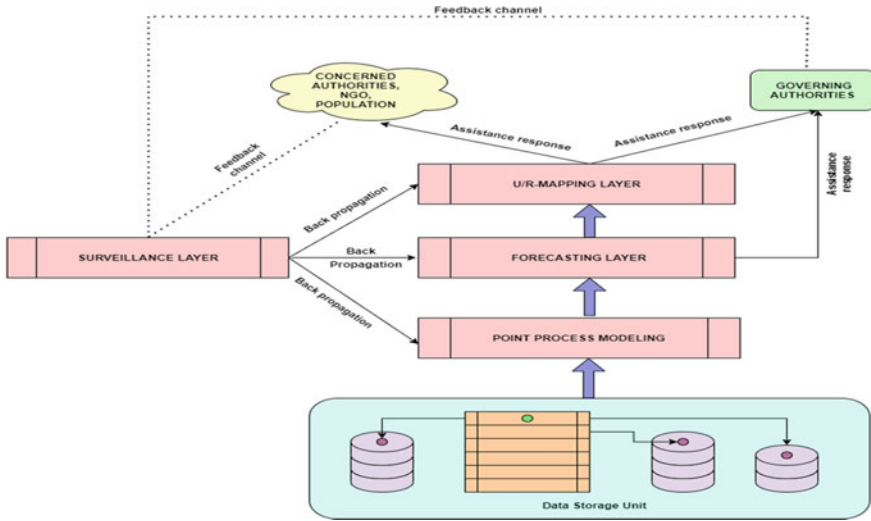 Feedback channel
CONCERNED
AUTHORITIES,
NGO,
POPULATION
GOVERNING
AUTHORITIES
Assistance response
Assistance response
Feedback
channel
Assistance
response
U/R-MAPPING LAYER
Back propagation
SURVEILLANCE LAYER
Back
Propagation
FORECASTING LAYER
Back propagation
POINT PROCESS MODELING
Data Storage Unit